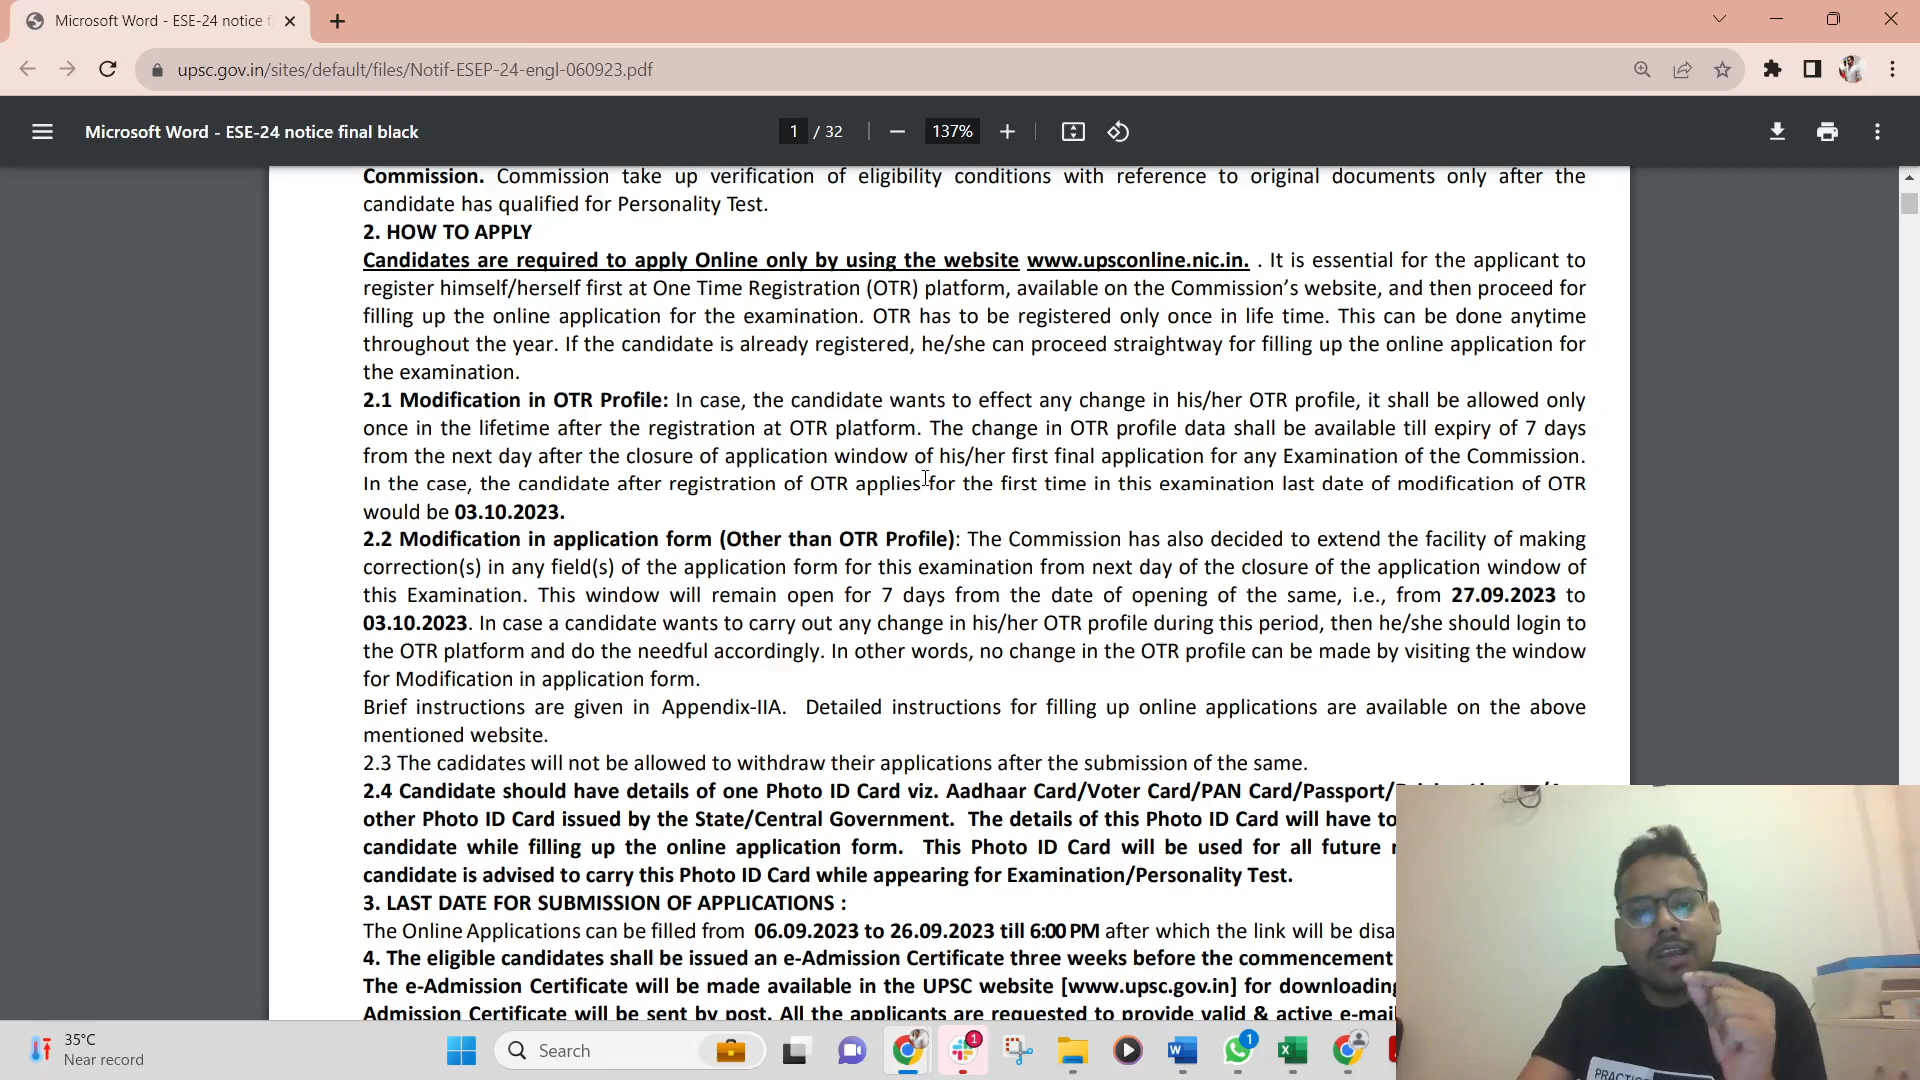 Microsoft Word - ESE-24 notice f
upsc.gov.in/sites/default/files/Notif-ESEP-24-engl-060923.pdf
Microsoft Word - ESE-24 notice final black
1 / 32
137%
Commission. Commission take up verification of eligibility conditions with reference to original documents only after the
candidate has qualified for Personality Test.
2. HOW TO APPLY
Candidates are required to apply Online only by using the website www.upsconline.nic.in. . It is essential for the applicant to
register himself/herself first at One Time Registration (OTR) platform, available on the Commission's website, and then proceed for
filling up the online application for the examination. OTR has to be registered only once in life time. This can be done anytime
throughout the year. If the candidate is already registered, he/she can proceed straightway for filling up the online application for
the examination.
2.1 Modification in OTR Profile: In case, the candidate wants to effect any change in his/her OTR profile, it shall be allowed only
once in the lifetime after the registration at OTR platform. The change in OTR profile data shall be available till expiry of 7 days
from the next day after the closure of application window of his/her first final application for any Examination of the Commission.
In the case, the candidate after registration of OTR applies for the first time in this examination last date of modification of OTR
would be 03.10.2023.
2.2 Modification in application form (Other than OTR Profile): The Commission has also decided to extend the facility of making
correction(s) in any field(s) of the application form for this examination from next day of the closure of the application window of
this Examination. This window will remain open for 7 days from the date of opening of the same, i.e., from 27.09.2023 to
03.10.2023. In case a candidate wants to carry out any change in his/her OTR profile during this period, then he/she should login to
the OTR platform and do the needful accordingly. In other words, no change in the OTR profile can be made by visiting the window
for Modification in application form.
Brief instructions are given in Appendix-IIA. Detailed instructions for filling up online applications are available on the above
mentioned website.
2.3 The cadidates will not be allowed to withdraw their applications after the submission of the same.
2.4 Candidate should have details of one Photo ID Card viz. Aadhaar Card/Voter Card/PAN Card/Passport/
other Photo ID Card issued by the State/Central Government. The details of this Photo ID Card will have to
candidate while filling up the online application form. This Photo ID Card will be used for all future
candidate is advised to carry this Photo ID Card while appearing for Examination/Personality Test.
3. LAST DATE FOR SUBMISSION OF APPLICATIONS :
The Online Applications can be filled from 06.09.2023 to 26.09.2023 till 6:00 PM after which the link will be disa
4. The eligible candidates shall be issued an e-Admission Certificate three weeks before the commencement
The e-Admission Certificate will be made available in the UPSC website [www.upsc.gov.in] for downloading
Admission Certificate will be sent by post. All the applicants are requested to provide valid & active e-mai
PRACTIC
35°C
Near record
Search
1
1